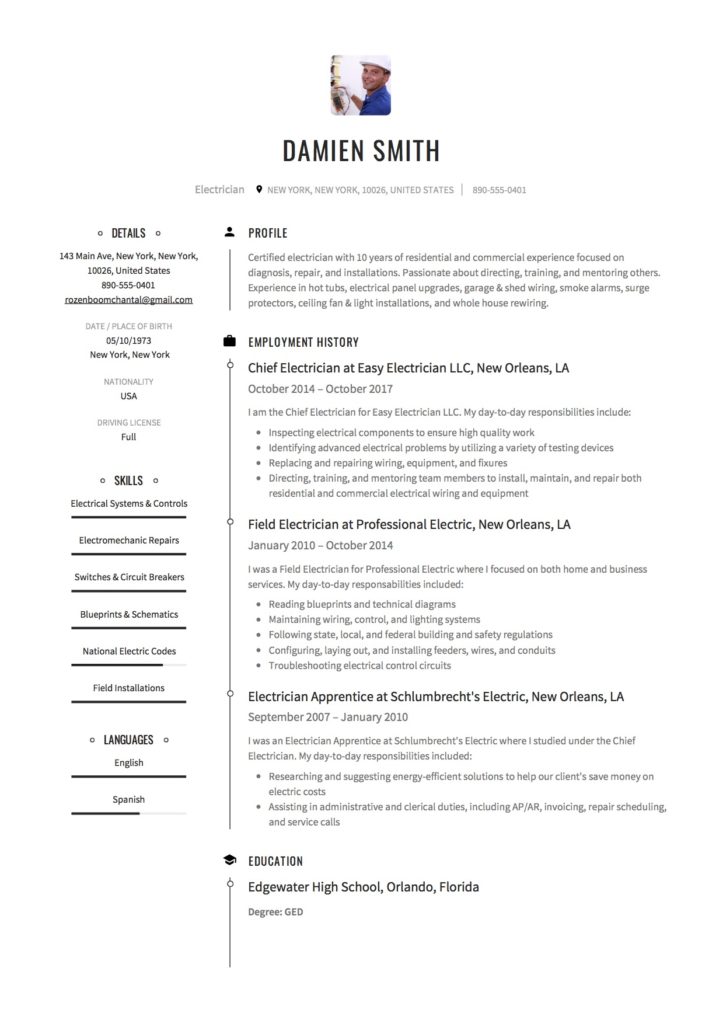 DAMIEN SMITH
Electrician NEW YORK, NEW YORK, 10026, UNITED STATES | 890-555-0401
DETAILS
143 Main Ave, New York, New York,
10026, United States
890-555-0401
rozenboomchantal@gmail.com
DATE / PLACE OF BIRTH
05/10/1973
New York, New York
NATIONALITY
USA
DRIVING LICENSE
Full
SKILLS
Electrical Systems & Controls
Electromechanic Repairs
Switches & Circuit Breakers
Blueprints & Schematics
National Electric Codes
Field Installations
LANGUAGES
English
Spanish
PROFILE
Certified electrician with 10 years of residential and commercial experience focused on
diagnosis, repair, and installations. Passionate about directing, training, and mentoring others.
Experience in hot tubs, electrical panel upgrades, garage & shed wiring, smoke alarms, surge
protectors, ceiling fan & light installations, and whole house rewiring.
EMPLOYMENT HISTORY
Chief Electrician at Easy Electrician LLC, New Orleans, LA
October 2014 – October 2017
I am the Chief Electrician for Easy Electrician LLC. My day-to-day responsibilities include:
• Inspecting electrical components to ensure high quality work
• Identifying advanced electrical problems by utilizing a variety of testing devices
• Replacing and repairing wiring, equipment, and fixures
• Directing, training, and mentoring team members to install, maintain, and repair both
residential and commercial electrical wiring and equipment
Field Electrician at Professional Electric, New Orleans, LA
January 2010 – October 2014
I was a Field Electrician for Professional Electric where I focused on both home and business
services. My day-to-day responsabilities included:
• Reading blueprints and technical diagrams
• Maintaining wiring, control, and lighting systems
• Following state, local, and federal building and safety regulations
• Configuring, laying out, and installing feeders, wires, and conduits
• Troubleshooting electrical control circuits
Electrician Apprentice at Schlumbrecht's Electric, New Orleans, LA
September 2007 – January 2010
I was an Electrician Apprentice at Schlumbrecht's Electric where I studied under the Chief
Electrician. My day-to-day responsibilities included:
• Researching and suggesting energy-efficient solutions to help our client's save money on
electric costs
• Assisting in administrative and clerical duties, including AP/AR, invoicing, repair scheduling,
and service calls
EDUCATION
Edgewater High School, Orlando, Florida
Degree: GED